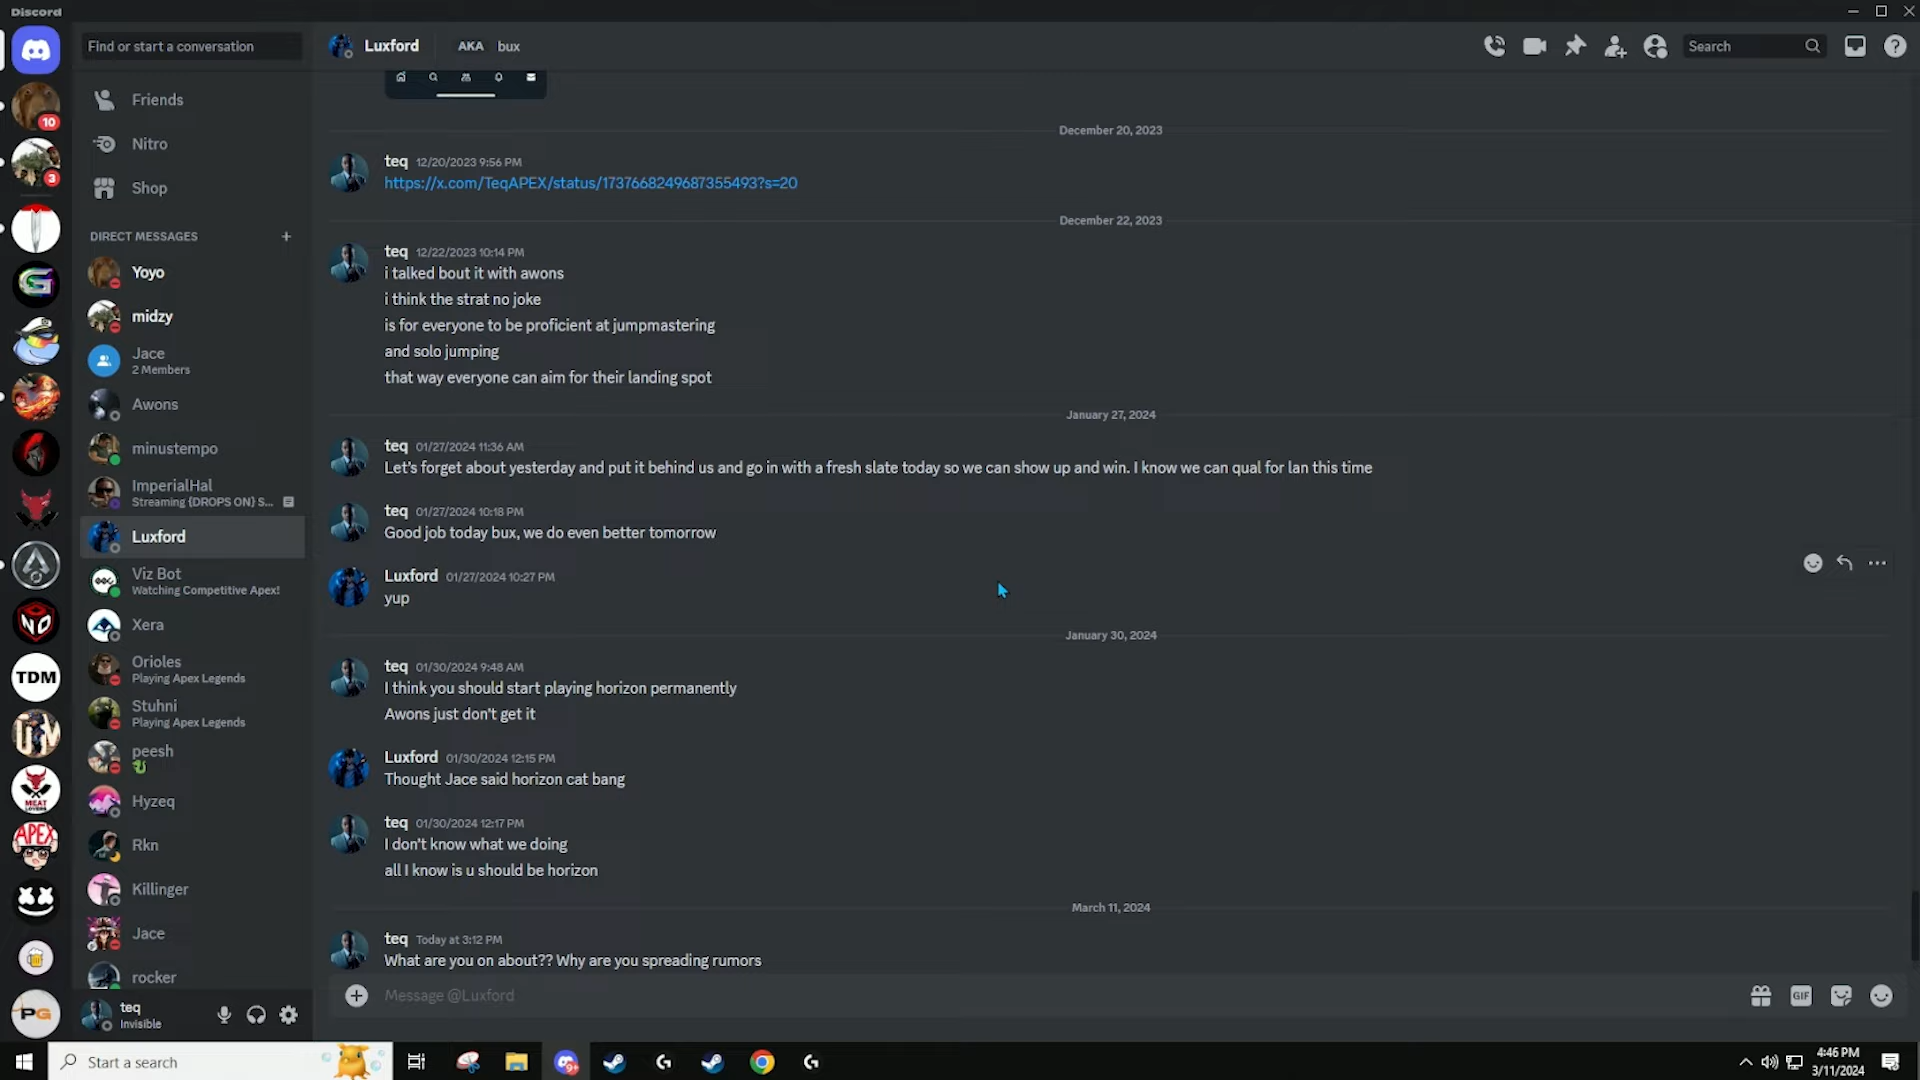 Discord
Find or start a conversation
Luxford
AKA bux
Search
Friends
Nitro
Shop
DIRECT MESSAGES
Yoyo
midzy
Jace
2 Members
Awons
minustempo
ImperialHal
Streaming {DROPS ON} S...
Luxford
Viz Bot
Watching Competitive Apex!
Xera
Orioles
Playing Apex Legends
Stuhni
Playing Apex Legends
peesh
Hyzeq
Rkn
Killinger
Jace
rocker
teq
Invisible
10
3
TDM
NO
MEAT
LOVERS
APEX
PG
December 20, 2023
teq 12/20/2023 9:56 PM
https://x.com/TeqAPEX/status/1737668249687355493?s=20
December 22, 2023
teq 12/22/2023 10:14 PM
i talked bout it with awons
i think the strat no joke
is for everyone to be proficient at jumpmastering
and solo jumping
that way everyone can aim for their landing spot
January 27, 2024
teq 01/27/2024 11:36 AM
Let's forget about yesterday and put it behind us and go in with a fresh slate today so we can show up and win. I know we can qual for lan this time
teq 01/27/2024 10:18 PM
Good job today bux, we do even better tomorrow
Luxford 01/27/2024 10:27 PM
yup
January 30, 2024
teq 01/30/2024 9:48 AM
I think you should start playing horizon permanently
Awons just don't get it
Luxford 01/30/2024 12:15 PM
Thought Jace said horizon cat bang
teq 01/30/2024 12:17 PM
I don't know what we doing
all I know is u should be horizon
March 11, 2024
teq Today at 3:12 PM
What are you on about?? Why are you spreading rumors
Message @Luxford
GIF
Start a search
9+
4:46 PM
3/11/2024